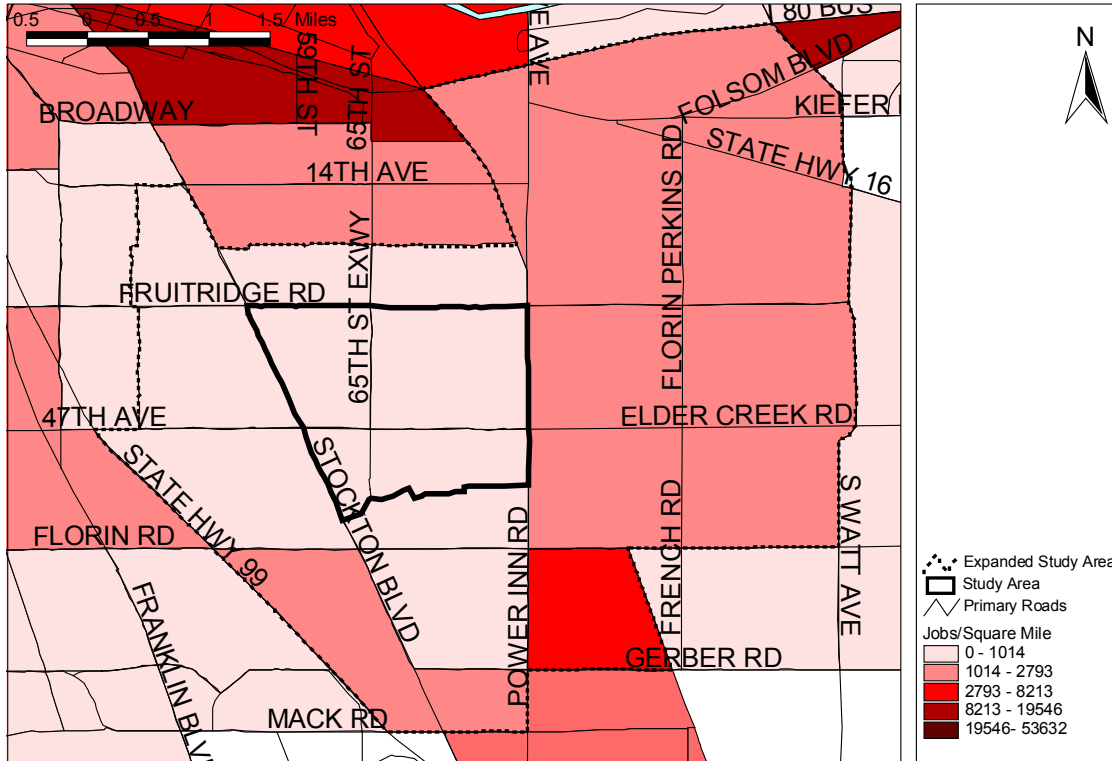 0.5 0 0.5 1 1.5 Miles
80 BUS
E AVE
59TH ST
65TH ST
BROADWAY
FOLSOM BLVD
KIEFER
STATE HWY 16
14TH AVE
FLORIN PERKINS RD
65TH ST EXWY
FRUITRIDGE RD
47TH AVE
ELDER CREEK RD
STATE HWY 99
STOCKTON BLVD
S WATT AVE
FLORIN RD
POWER INN RD
FRENCH RD
FRANKLIN BLV
GERBER RD
MACK RD
N
Expanded Study Area
Study Area
Primary Roads
Jobs/Square Mile
0 - 1014
1014 - 2793
2793 - 8213
8213 - 19546
19546- 53632